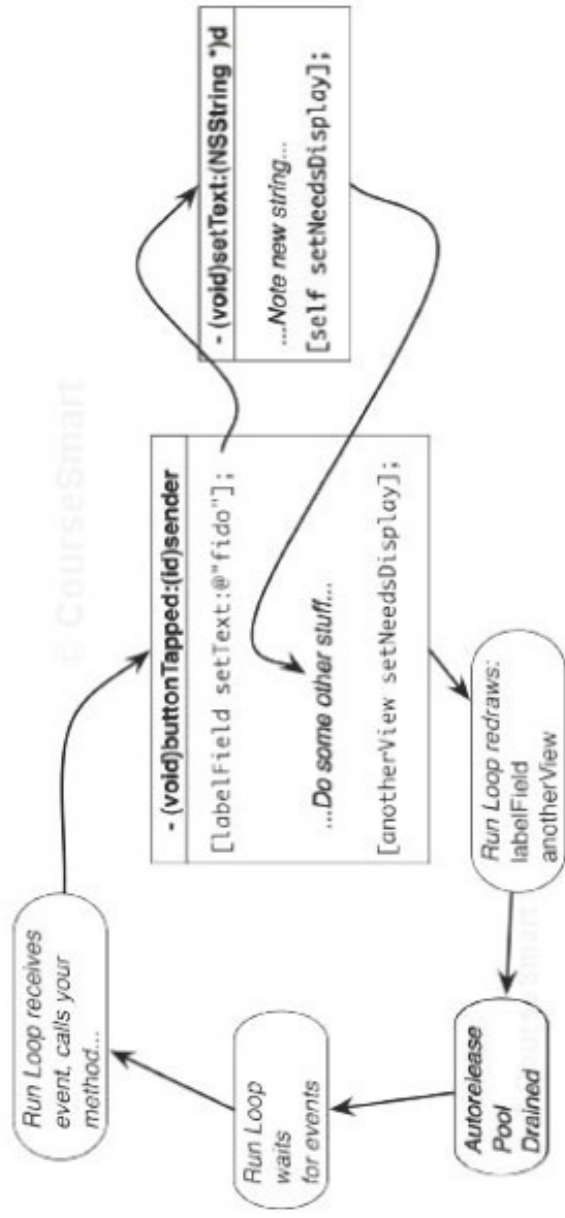 © CourseSmart
Run Loop receives
event, calls your
method...
- (void)buttonTapped:(id)sender
[labelField setText:@"fido"];
...Do some other stuff...
[anotherView setNeedsDisplay];
- (void)setText:(NSString *)d
...Note new string...
[self setNeedsDisplay];
Run Loop
waits
for events
Autorelease
Pool
Drained
Run Loop redraws:
labelField
anotherView